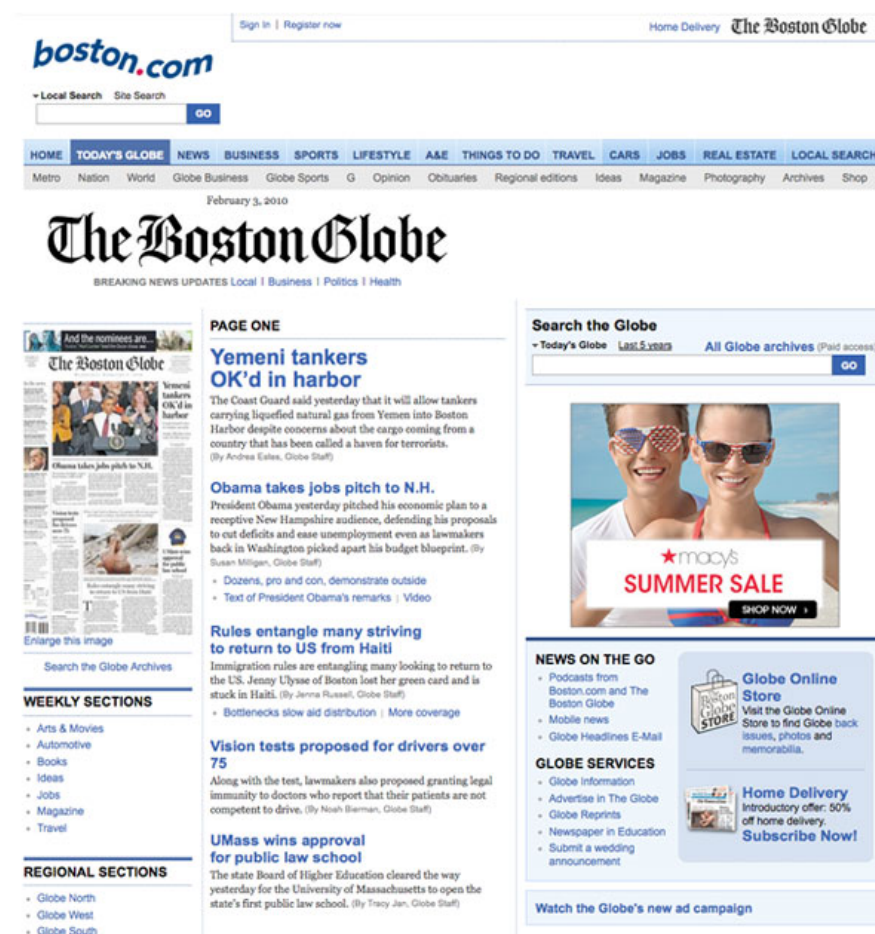 Sign In | Register now
Home Delivery The Boston Globe
boston.com
Local Search Site Search
GO
HOME TODAY'S GLOBE NEWS BUSINESS SPORTS LIFESTYLE A&E THINGS TO DO TRAVEL CARS JOBS REAL ESTATE LOCAL SEARCH
Metro Nation World Globe Business Globe Sports G Opinion Obituaries Regional editions Ideas Magazine Photography Archives Shop
February 3, 2010
The Boston Globe
BREAKING NEWS UPDATES Local | Business | Politics | Health
And the nominees are...
The Boston Globe
Yemeni
tankers
OK'd in
harbor
Obama takes jobs pitch to N.H.
Enlarge this image
Search the Globe Archives
WEEKLY SECTIONS
Arts & Movies
Automotive
Books
Ideas
Jobs
Magazine
Travel
REGIONAL SECTIONS
Globe North
Globe West
Globe South
PAGE ONE
Yemeni tankers
OK'd in harbor
The Coast Guard said yesterday that it will allow tankers
carrying liquefied natural gas from Yemen into Boston
Harbor despite concerns about the cargo coming from a
country that has been called a haven for terrorists.
(By Andrea Estes, Globe Staff)
Obama takes jobs pitch to N.H.
President Obama yesterday pitched his economic plan to a
receptive New Hampshire audience, defending his proposals
to cut deficits and ease unemployment even as lawmakers
back in Washington picked apart his budget blueprint. (By
Susan Milligan, Globe Staff)
Dozens, pro and con, demonstrate outside
Text of President Obama's remarks | Video
Rules entangle many striving
to return to US from Haiti
Immigration rules are entangling many looking to return to
the US. Jenny Ulysse of Boston lost her green card and is
stuck in Haiti. (By Jenna Russell, Globe Staff)
Bottlenecks slow aid distribution | More coverage
Vision tests proposed for drivers over
75
Along with the test, lawmakers also proposed granting legal
immunity to doctors who report that their patients are not
competent to drive. (By Noah Bierman, Globe Staff)
UMass wins approval
for public law school
The state Board of Higher Education cleared the way
yesterday for the University of Massachusetts to open the
state's first public law school. (By Tracy Jan, Globe Staff)
Search the Globe
Today's Globe Last 5 years All Globe archives (Paid access)
GO
macy's
SUMMER SALE
SHOP NOW
NEWS ON THE GO
Podcasts from
Boston.com and The
Boston Globe
Mobile news
Globe Headlines E-Mail
GLOBE SERVICES
Globe Information
Advertise in The Globe
Globe Reprints
Newspaper in Education
Submit a wedding
announcement
Boston
Globe
STORE
Globe Online
Store
Visit the Globe Online
Store to find Globe back
issues, photos and
memorabilia.
Home Delivery
Introductory offer: 50%
off home delivery.
Subscribe Now!
Watch the Globe's new ad campaign